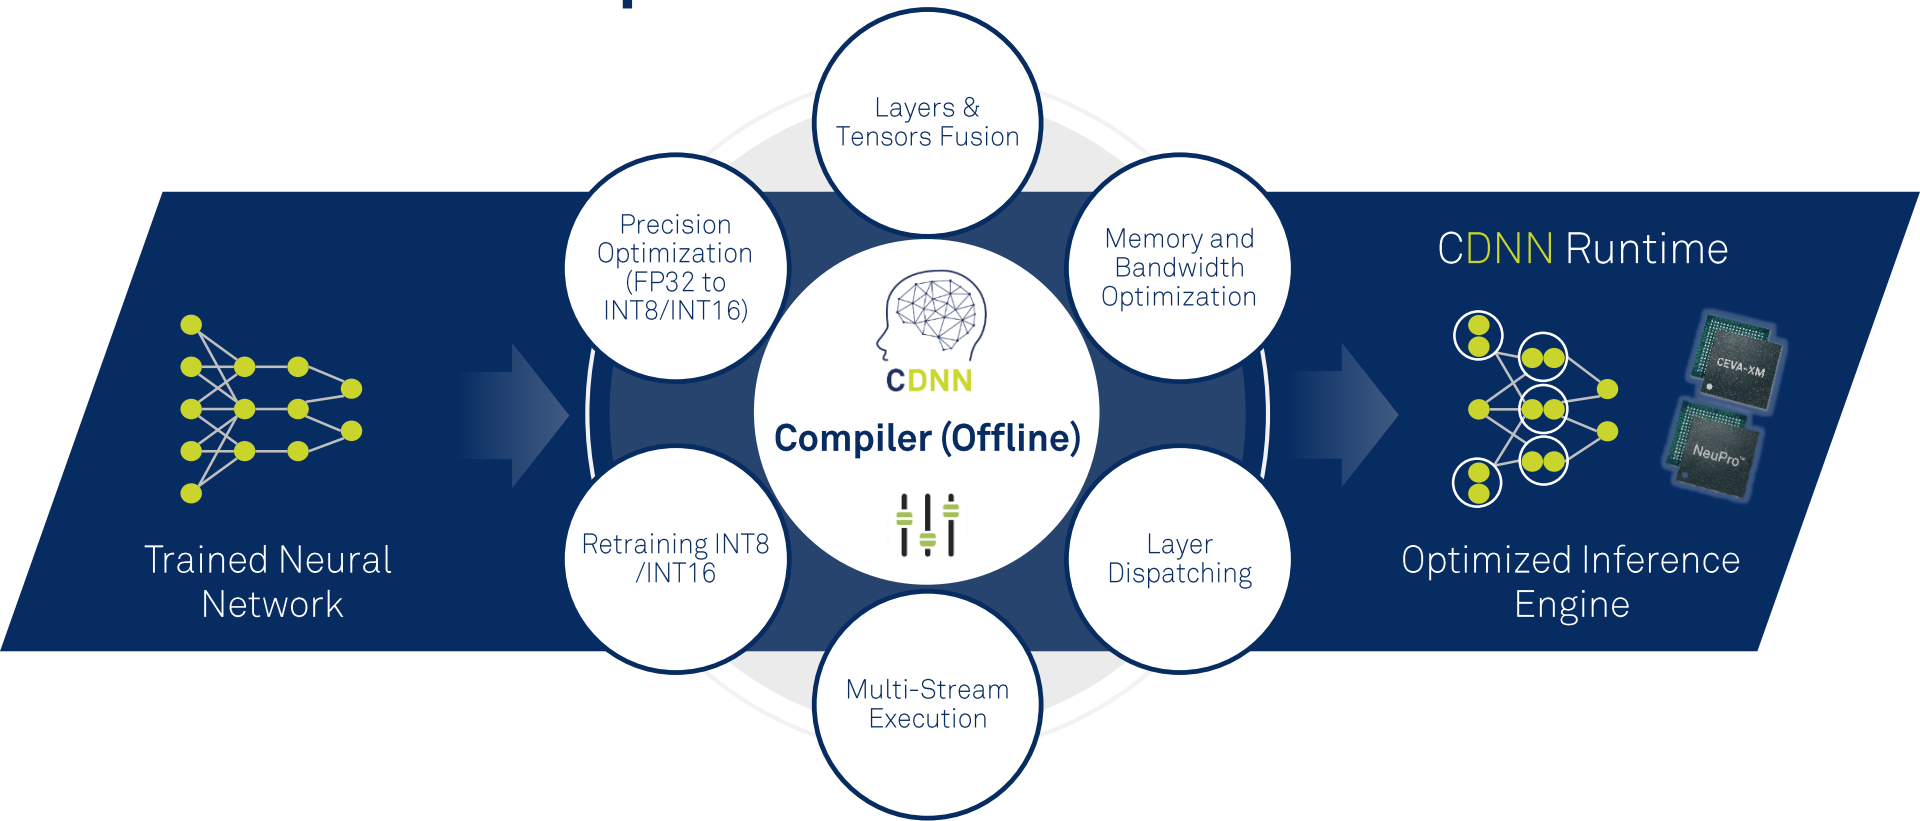 Layers &
Tensors Fusion
Precision
Optimization
(FP32 to
INT8/INT16)
Memory and
Bandwidth
Optimization
CDNN Runtime
CDNN
Compiler (Offline)
CEVA-XM
NeuPro™
Trained Neural
Network
Retraining INT8
/INT16
Layer
Dispatching
Optimized Inference
Engine
Multi-Stream
Execution